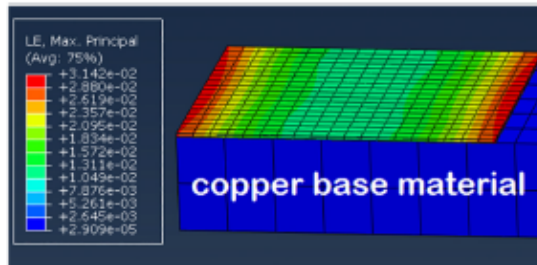 LE, Max. Principal
(Avg: 75%)
+3.142e-02
+2.880e-02
+2.619e-02
+2.357e-02
+2.095e-02
+1.834e-02
+1.572e-02
+1.311e-02
+1.049e-02
+7.876e-03
+5.261e-03
+2.645e-03
+2.909e-05
copper base material